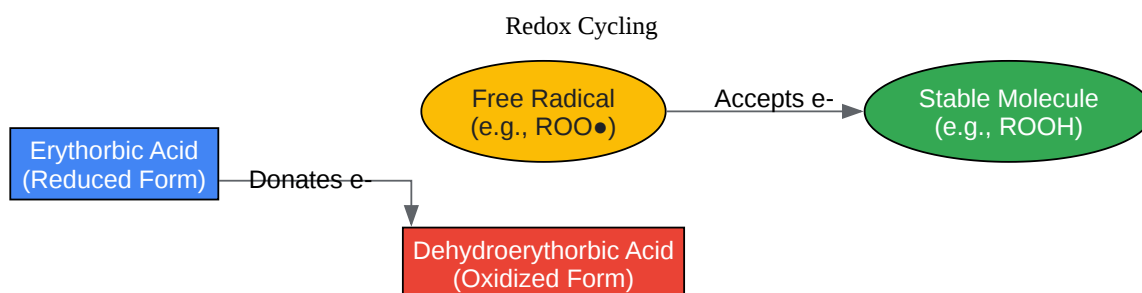 Redox Cycling
Free Radical
(e.g., ROO●)
Accepts e-
Stable Molecule
(e.g., ROOH)
Erythorbic Acid
(Reduced Form)
Donates e-
Dehydroerythorbic Acid
(Oxidized Form)